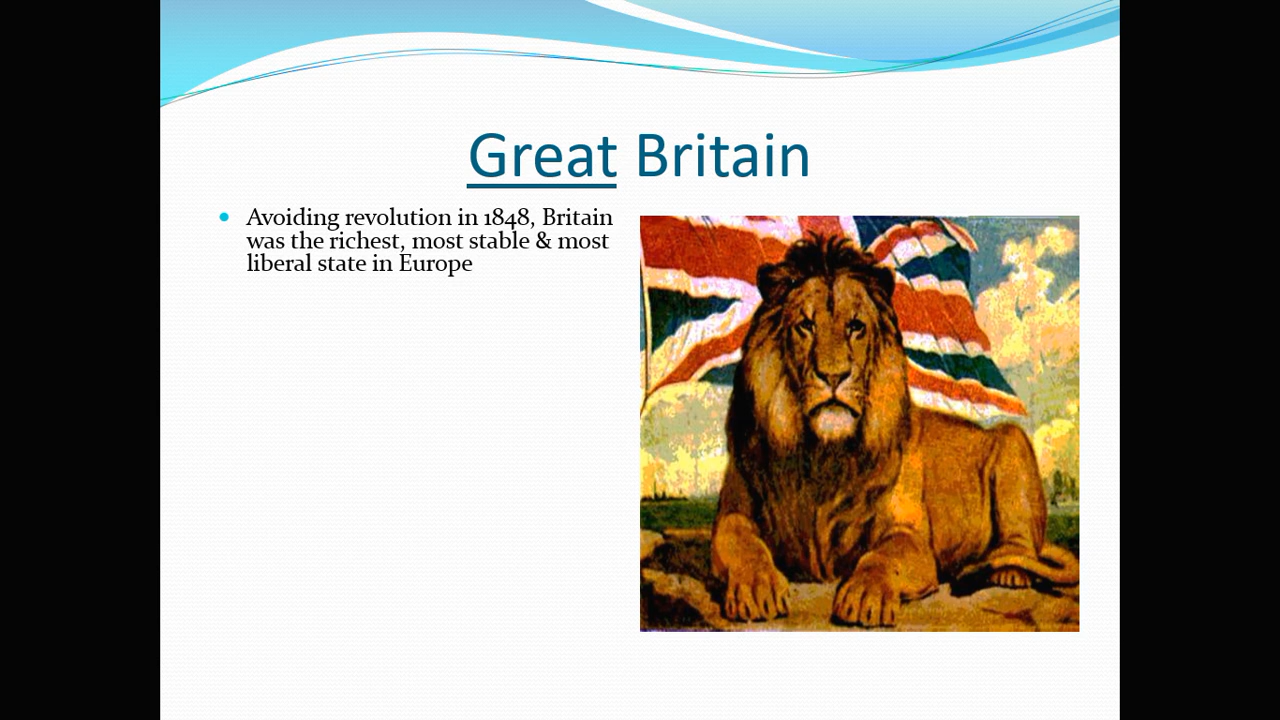 Great Britain
Avoiding revolution in 1848, Britain
was the richest, most stable & most
liberal state in Europe